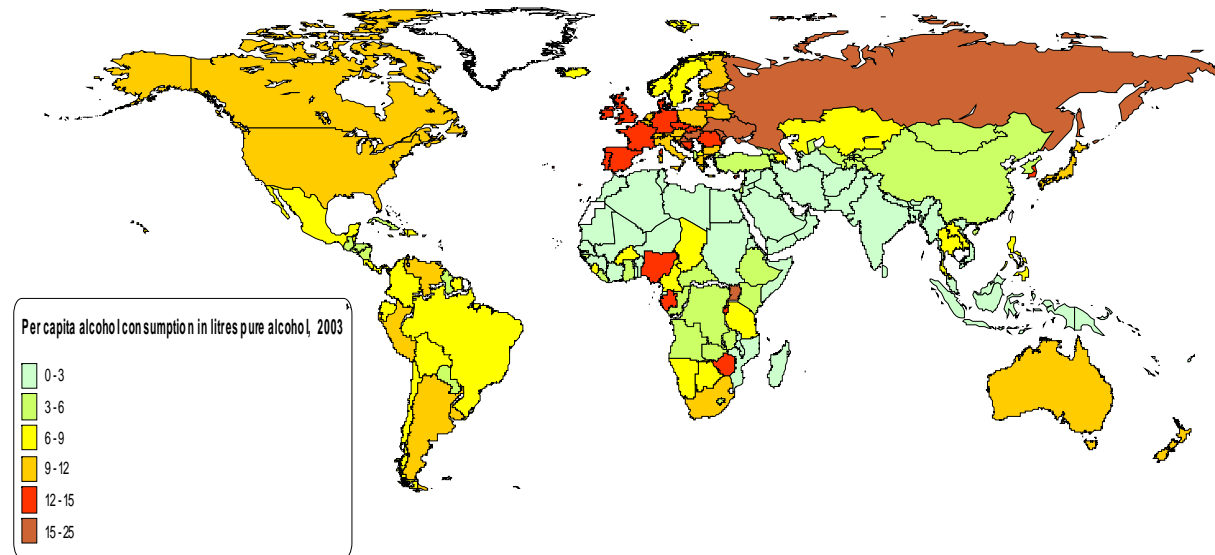 Per capita alcohol consumption in litres pure alcohol, 2003
0 - 3
3 - 6
6 - 9
9 - 12
12 - 15
15 - 25